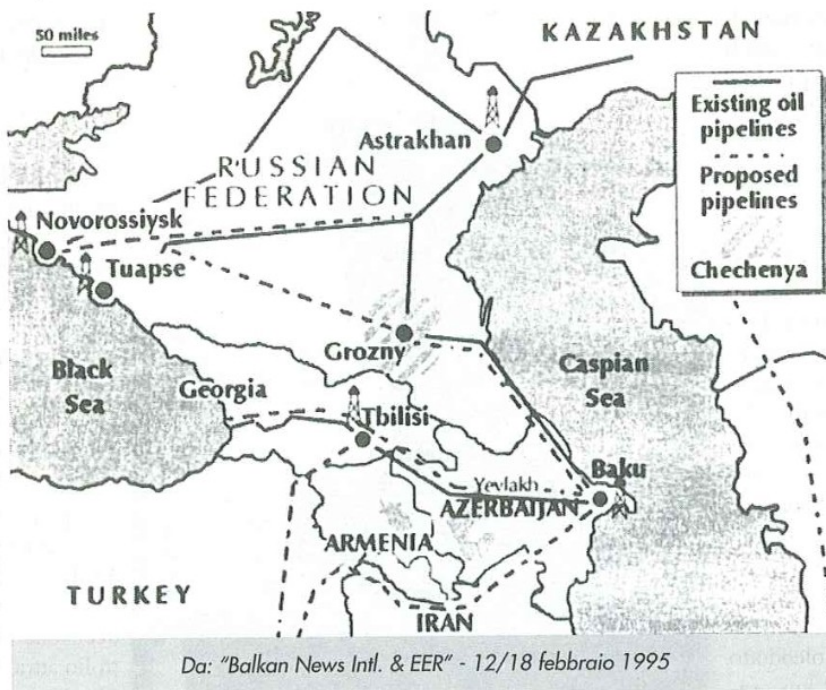 50 miles
KAZAKHSTAN
Existing oil
pipelines
Proposed
pipelines
Chechenya
Astrakhan
RUSSIAN
FEDERATION
Novorossiysk
Tuapse
Grozny
Black
Sea
Caspian
Sea
Georgia
Tbilisi
Baku
Yevlakh
AZERBAIJAN
ARMENIA
TURKEY
IRAN
Da: "Balkan News Intl. & EER" - 12/18 febbraio 1995